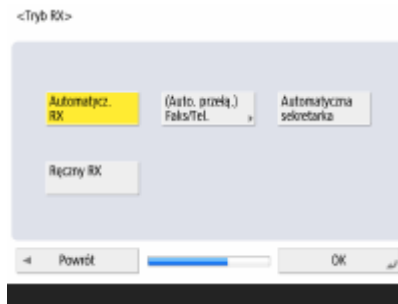 <Tryb RX>
Automatycz.
RX
(Auto. przełą.)
Faks/Tel.
Automatyczna
sekretarka
Ręczny RX
Powrót
OK